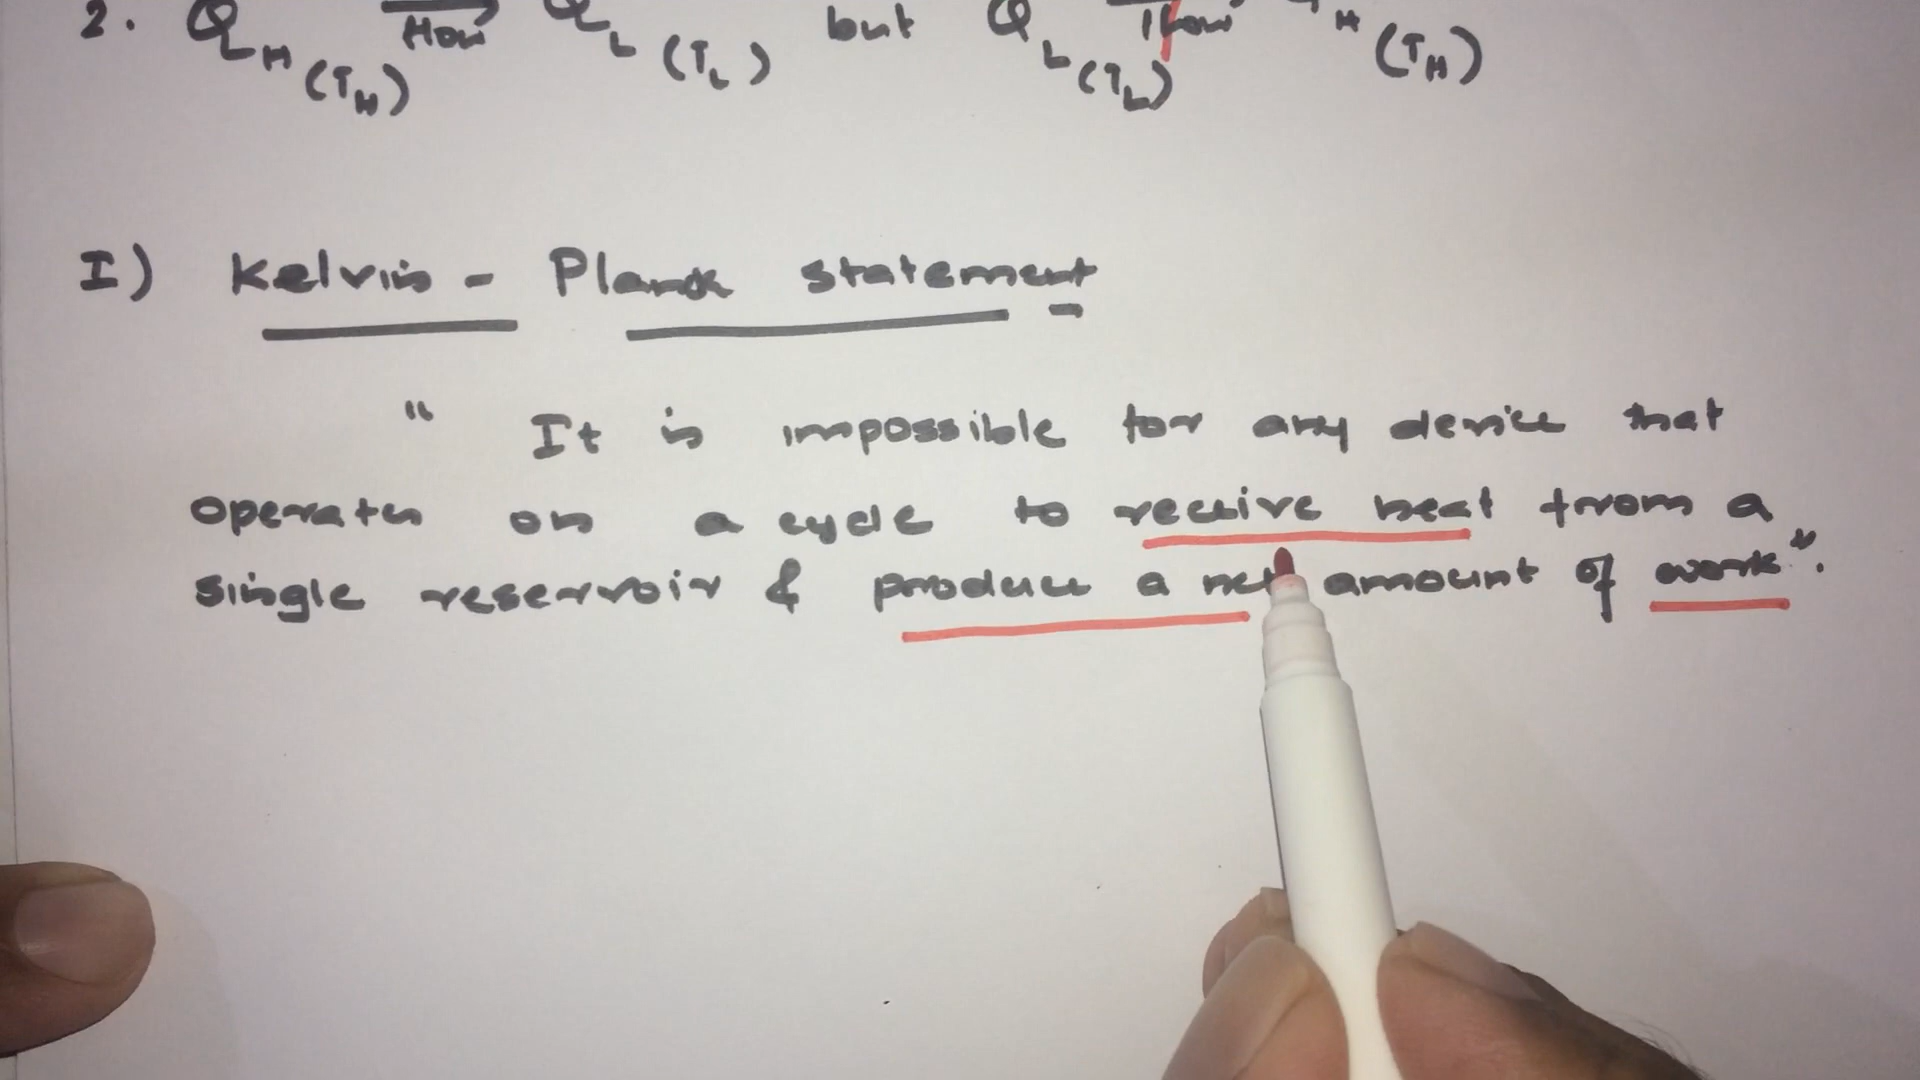 2. Q_H (T_H) flow Q_L (T_L) but Q_L (T_L) flow Q_H (T_H)
I) Kelvin - Planck statement
" It is impossible for any device that
operates on a cycle to receive heat from a
single reservoir & produce a net amount of work".